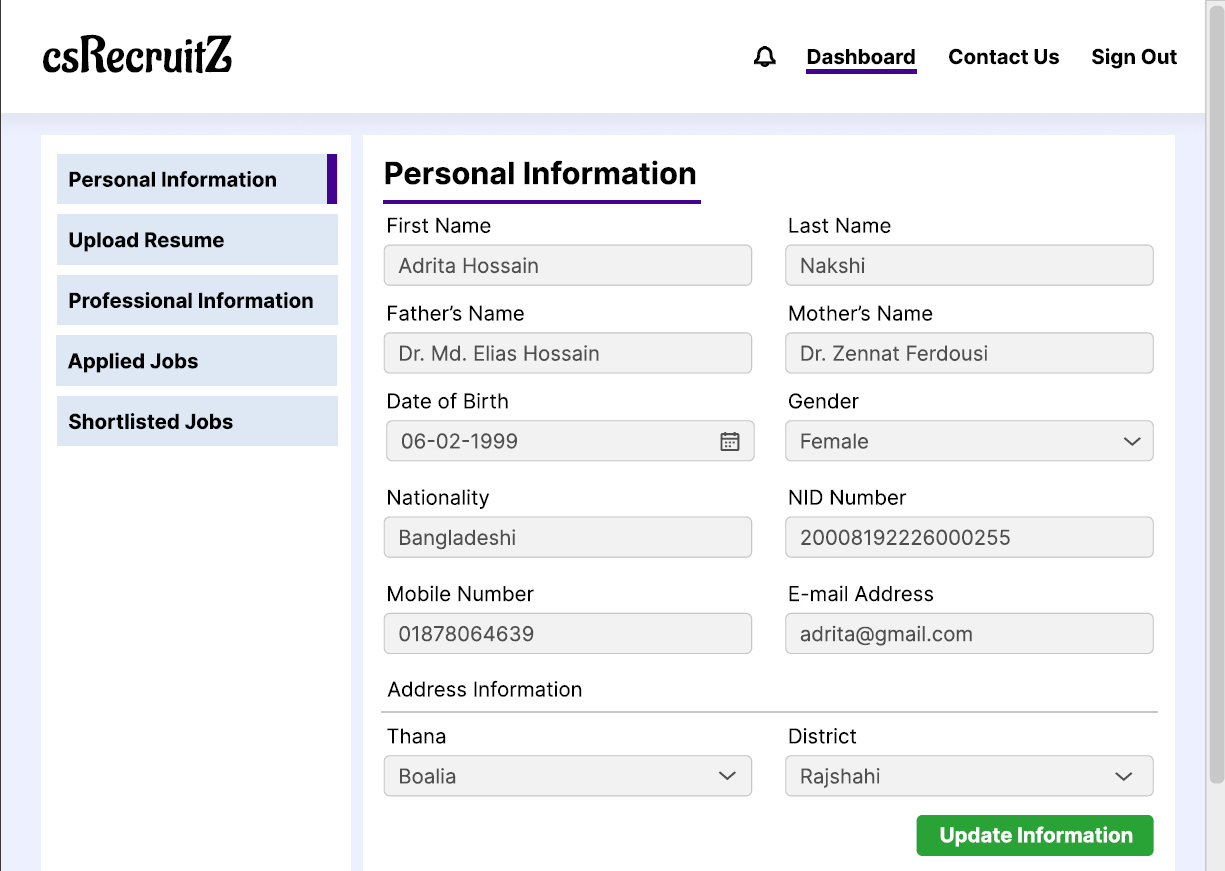 csRecruitZ
Dashboard Contact Us Sign Out
Personal Information
Upload Resume
Professional Information
Applied Jobs
Shortlisted Jobs
Personal Information
First Name Last Name
Adrita Hossain Nakshi
Father’s Name Mother’s Name
Dr. Md. Elias Hossain Dr. Zennat Ferdousi
Date of Birth Gender
06-02-1999 Female
Nationality NID Number
Bangladeshi 20008192226000255
Mobile Number E-mail Address
01878064639 adrita@gmail.com
Address Information
Thana District
Boalia Rajshahi
Update Information